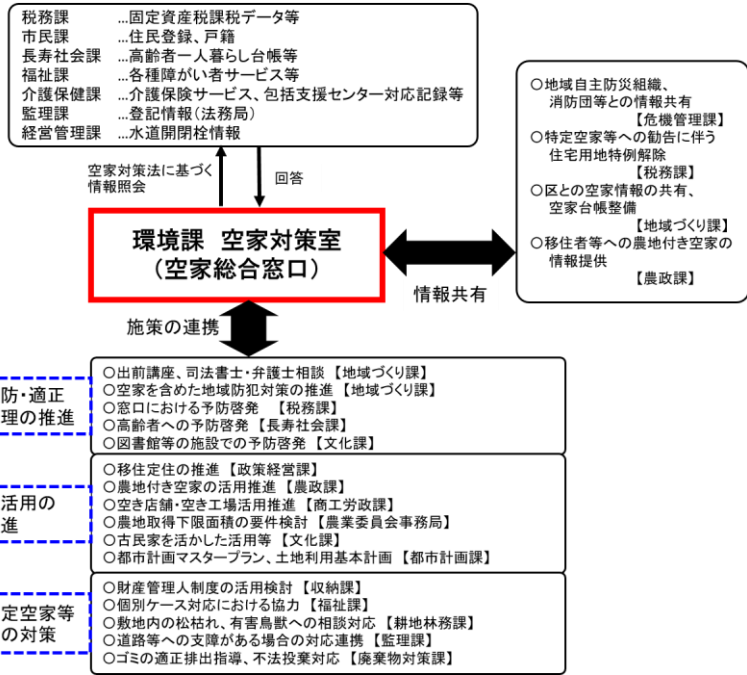 税務課　　　…固定資産税課税データ等
市民課　　　…住民登録、戸籍
長寿社会課　…高齢者一人暮らし台帳等
福祉課　　　…各種障がい者サービス等
介護保健課　…介護保険サービス、包括支援センター対応記録等
監理課　　　…登記情報（法務局）
経営管理課　…水道開閉栓情報
空家対策法に基づく
情報照会
回答
環境課　空家対策室
（空家総合窓口）
情報共有
○地域自主防災組織、
消防団等との情報共有
【危機管理課】
○特定空家等への勧告に伴う
住宅用地特例解除
【税務課】
○区との空家情報の共有、
空家台帳整備
【地域づくり課】
○移住者等への農地付き空家の
情報提供
【農政課】
施策の連携
防・適正
理の推進
○出前講座、司法書士・弁護士相談 【地域づくり課】
○空家を含めた地域防犯対策の推進 【地域づくり課】
○窓口における予防啓発　【税務課】
○高齢者への予防啓発 【長寿社会課】
○図書館等の施設での予防啓発 【文化課】
活用の
進
○移住定住の推進 【政策経営課】
○農地付き空家の活用推進 【農政課】
○空き店舗・空き工場活用推進 【商工労政課】
○農地取得下限面積の要件検討 【農業委員会事務局】
○古民家を活かした活用等 【文化課】
○都市計画マスタープラン、土地利用基本計画 【都市計画課】
定空家等
の対策
○財産管理人制度の活用検討 【収納課】
○個別ケース対応における協力 【福祉課】
○敷地内の松枯れ、有害鳥獣への相談対応 【耕地林務課】
○道路等への支障がある場合の対応連携 【監理課】
○ゴミの適正排出指導、不法投棄対応 【廃棄物対策課】